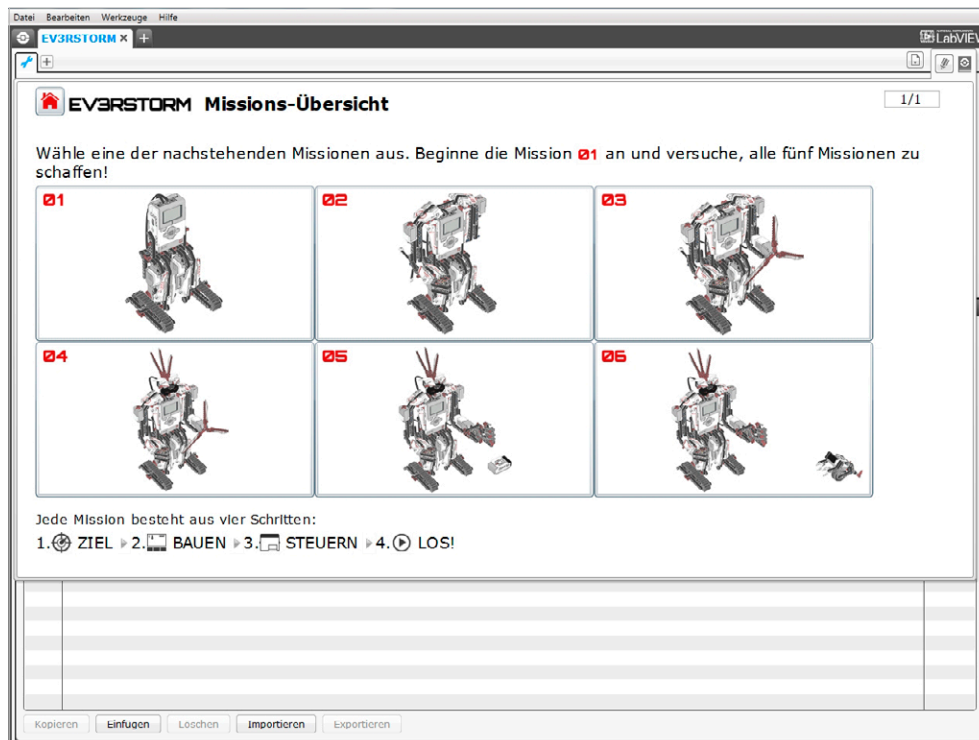 Datei Bearbeiten Werkzeuge Hilfe
EV3RSTORM × + LabVIEW
+
EV3RSTORM Missions-Übersicht 1/1
Wähle eine der nachstehenden Missionen aus. Beginne die Mission 01 an und versuche, alle fünf Missionen zu
schaffen!
01 02 03
04 05 06
Jede Mission besteht aus vier Schritten:
1. ZIEL 2. BAUEN 3. STEUERN 4. LOS!
Kopieren Einfugen Loschen Importieren Exportieren